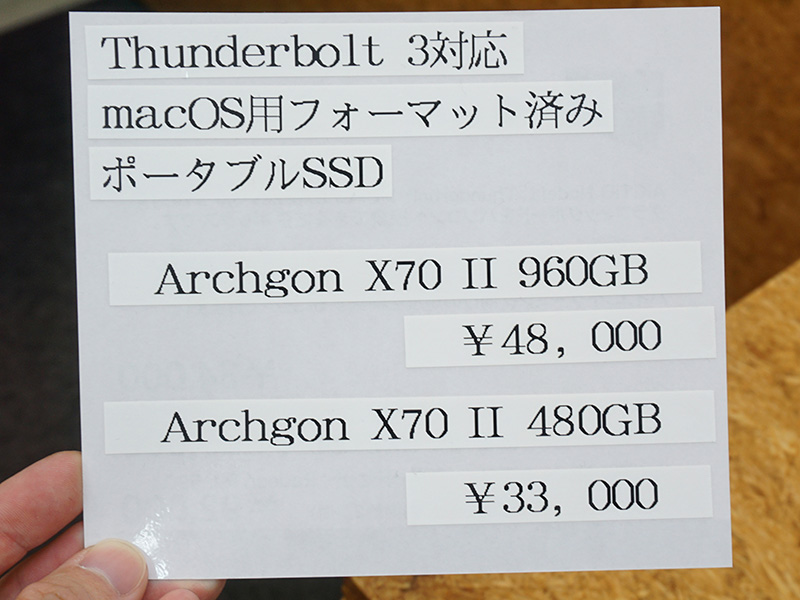 Thunderbolt 3対応
macOS用フォーマット済み
ポータブルSSD
Archgon X70 II 960GB
￥48, 000
Archgon X70 II 480GB
￥33, 000